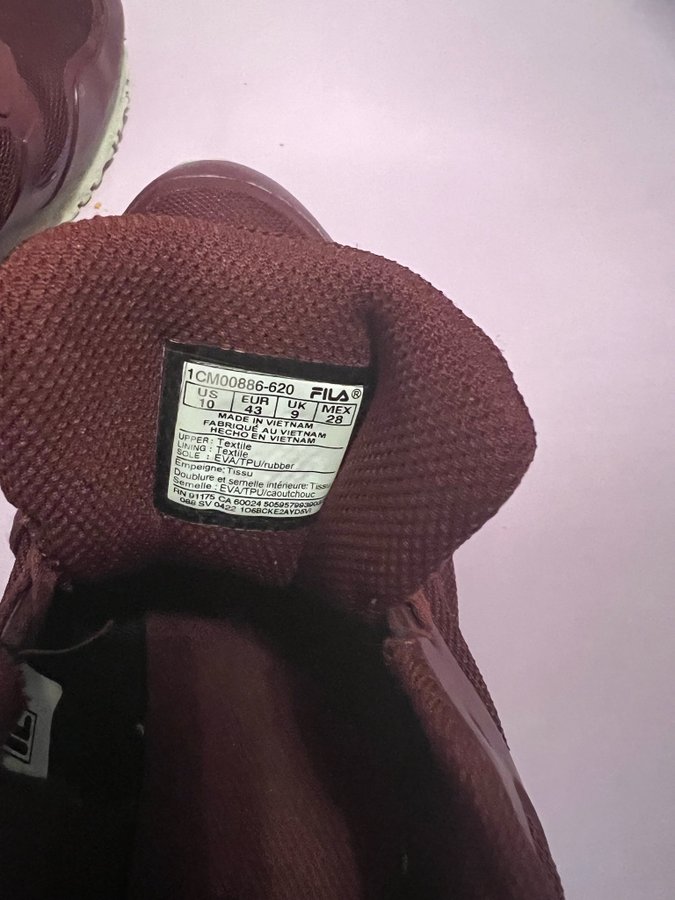 1CM00886-620 FILA®
US EUR UK MEX
10 43 9 28
MADE IN VIETNAM
FABRIQUÉ AU VIETNAM
HECHO EN VIETNAM
UPPER: Textile
LINING: Textile
SOLE : EVA/TPU/rubber
Empeigne: Tissu
Doublure et semelle intérieure: Tissu
Semelle: EVA/TPU/caoutchouc
RN 91175 CA 60024
088 SV 0422